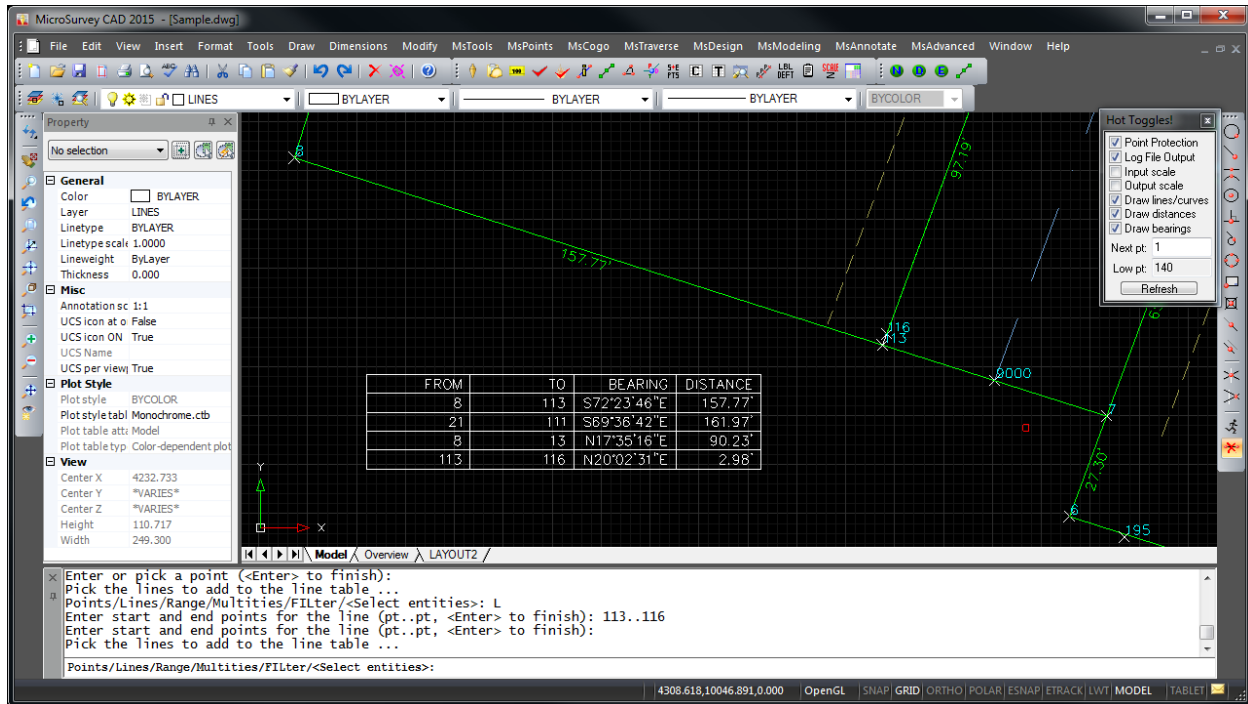 MicroSurvey CAD 2015 - [Sample.dwg]
File Edit View Insert Format Tools Draw Dimensions Modify MsTools MsPoints MsCogo MsTraverse MsDesign MsModeling MsAnnotate MsAdvanced Window Help
LINES BYLAYER BYLAYER BYLAYER BYCOLOR
Property
No selection
General
Color BYLAYER
Layer LINES
Linetype BYLAYER
Linetype scale 1.0000
Lineweight ByLayer
Thickness 0.000
Misc
Annotation sc 1:1
UCS icon at o False
UCS icon ON True
UCS Name
UCS per view True
Plot Style
Plot style BYCOLOR
Plot style tabl Monochrome.ctb
Plot table atta Model
Plot table typ Color-dependent plot
View
Center X 4232.733
Center Y *VARIES*
Center Z *VARIES*
Height 110.717
Width 249.300
8
157.77'
97.19'
116
113
9000
7
27.30'
6
195
FROM TO BEARING DISTANCE
8 113 S72°23'46"E 157.77'
21 111 S69°36'42"E 161.97'
8 13 N17°35'16"E 90.23'
113 116 N20°02'31"E 2.98'
Y
X
Hot Toggles!
Point Protection
Log File Output
Input scale
Output scale
Draw lines/curves
Draw distances
Draw bearings
Next pt: 1
Low pt: 140
Refresh
Model Overview LAYOUT2
Enter or pick a point (<Enter> to finish):
Pick the lines to add to the line table ...
Points/Lines/Range/Multities/FILter/<Select entities>: L
Enter start and end points for the line (pt..pt, <Enter> to finish): 113..116
Enter start and end points for the line (pt..pt, <Enter> to finish):
Pick the lines to add to the line table ...
Points/Lines/Range/Multities/FILter/<Select entities>:
4308.618,10046.891,0.000 OpenGL SNAP GRID ORTHO POLAR ESNAP ETRACK LWT MODEL TABLET